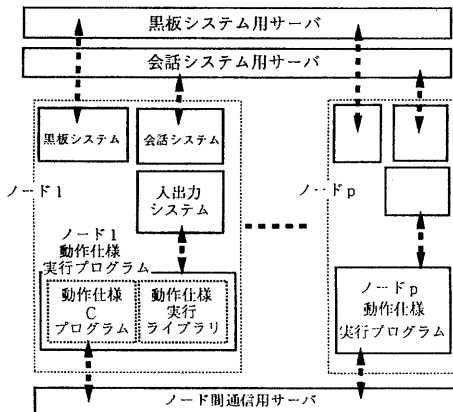 黒板システム用サーバ
会話システム用サーバ
黒板システム
会話システム
ノード1
入出力
システム
ノードp
ノード1
動作仕様
実行プログラム
動作仕様
C
プログラム
動作仕様
実行
ライブラリ
ノードp
動作仕様
実行プログラム
ノード間通信用サーバ